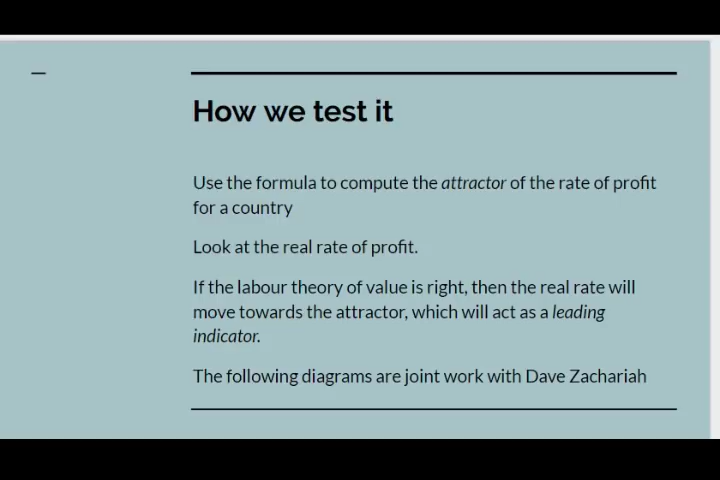 How we test it
Use the formula to compute the attractor of the rate of profit
for a country
Look at the real rate of profit.
If the labour theory of value is right, then the real rate will
move towards the attractor, which will act as a leading
indicator.
The following diagrams are joint work with Dave Zachariah